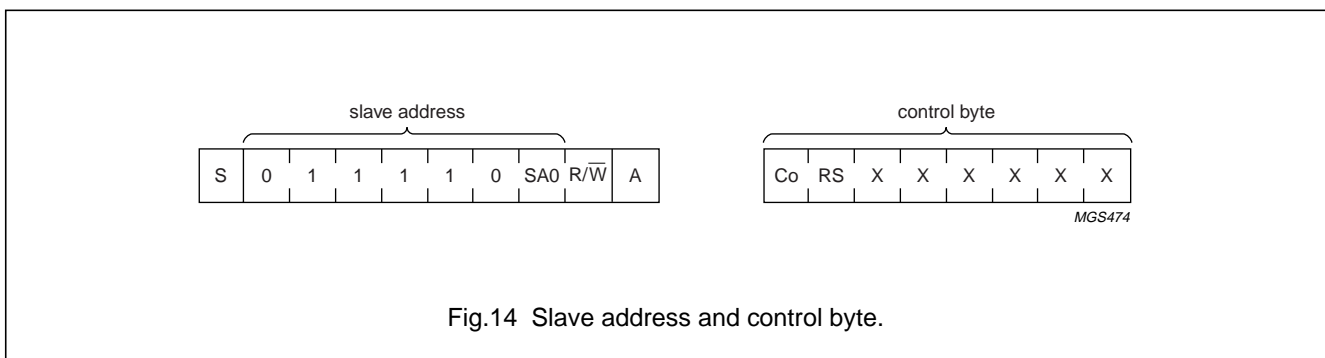 slave address
control byte
S 0 1 1 1 1 0 SA0 R/W̅ A
Co RS X X X X X X
MGS474
Fig.14 Slave address and control byte.